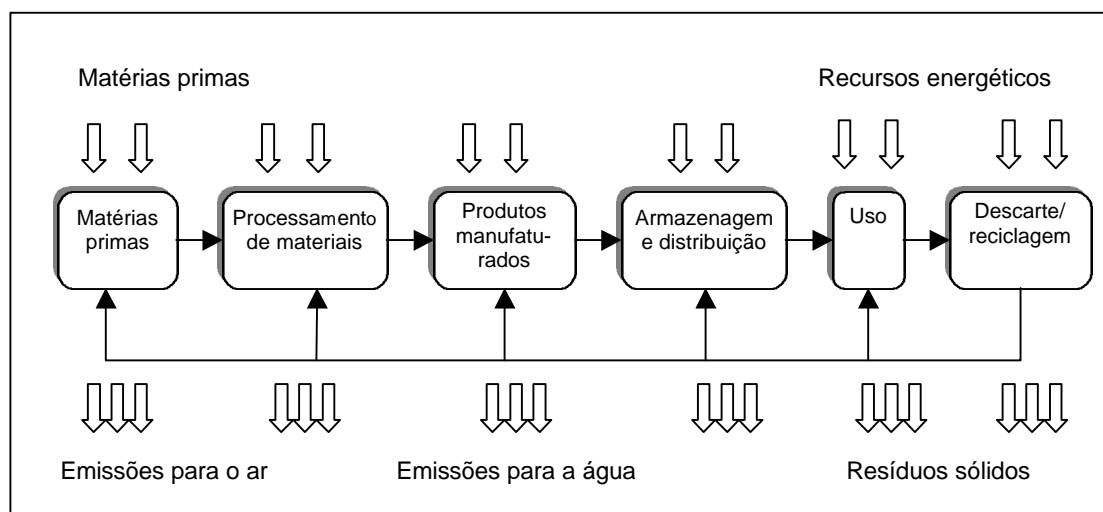 Matérias primas
Recursos energéticos
Matérias
primas
Processamento
de materiais
Produtos
manufatu-
rados
Armazenagem
e distribuição
Uso
Descarte/
reciclagem
Emissões para o ar
Emissões para a água
Resíduos sólidos